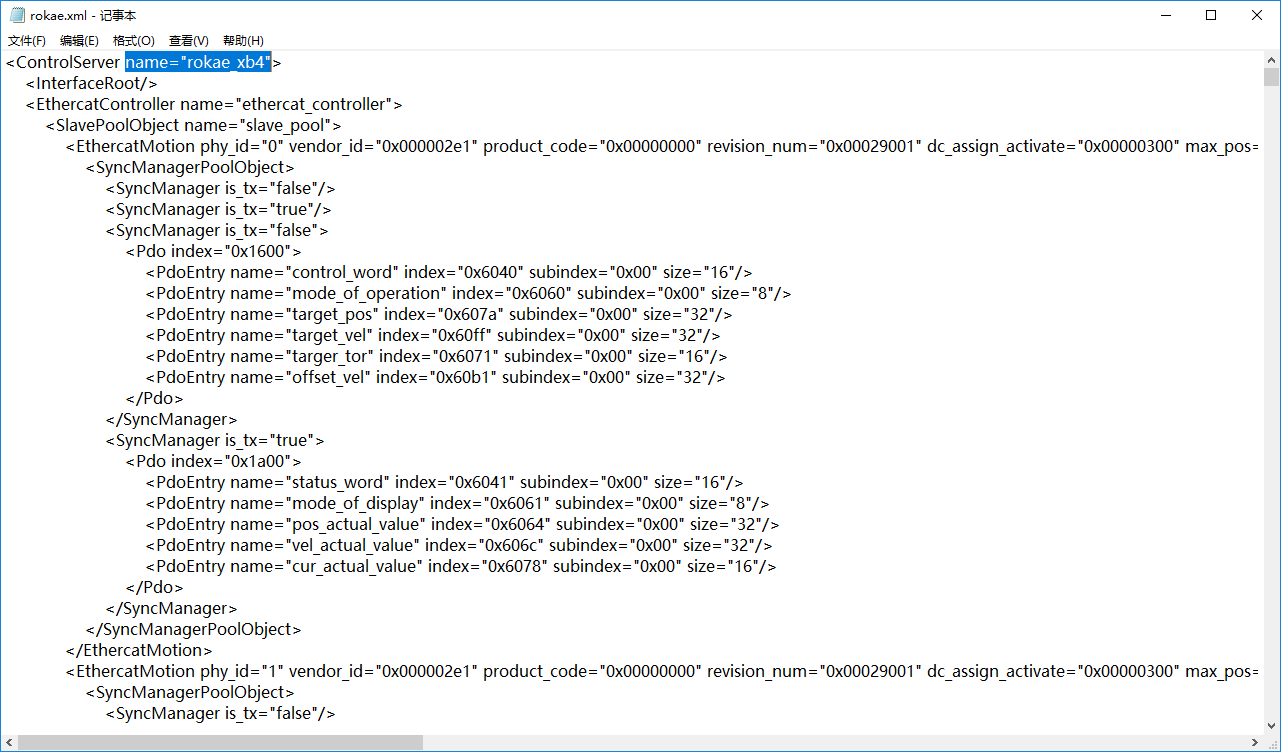 rokae.xml - 记事本
文件(F) 编辑(E) 格式(O) 查看(V) 帮助(H)
<ControlServer name="rokae_xb4">
<InterfaceRoot/>
<EthercatController name="ethercat_controller">
<SlavePoolObject name="slave_pool">
<EthercatMotion phy_id="0" vendor_id="0x000002e1" product_code="0x00000000" revision_num="0x00029001" dc_assign_activate="0x00000300" max_pos=
<SyncManagerPoolObject>
<SyncManager is_tx="false"/>
<SyncManager is_tx="true"/>
<SyncManager is_tx="false">
<Pdo index="0x1600">
<PdoEntry name="control_word" index="0x6040" subindex="0x00" size="16"/>
<PdoEntry name="mode_of_operation" index="0x6060" subindex="0x00" size="8"/>
<PdoEntry name="target_pos" index="0x607a" subindex="0x00" size="32"/>
<PdoEntry name="target_vel" index="0x60ff" subindex="0x00" size="32"/>
<PdoEntry name="targer_tor" index="0x6071" subindex="0x00" size="16"/>
<PdoEntry name="offset_vel" index="0x60b1" subindex="0x00" size="32"/>
</Pdo>
</SyncManager>
<SyncManager is_tx="true">
<Pdo index="0x1a00">
<PdoEntry name="status_word" index="0x6041" subindex="0x00" size="16"/>
<PdoEntry name="mode_of_display" index="0x6061" subindex="0x00" size="8"/>
<PdoEntry name="pos_actual_value" index="0x6064" subindex="0x00" size="32"/>
<PdoEntry name="vel_actual_value" index="0x606c" subindex="0x00" size="32"/>
<PdoEntry name="cur_actual_value" index="0x6078" subindex="0x00" size="16"/>
</Pdo>
</SyncManager>
</SyncManagerPoolObject>
</EthercatMotion>
<EthercatMotion phy_id="1" vendor_id="0x000002e1" product_code="0x00000000" revision_num="0x00029001" dc_assign_activate="0x00000300" max_pos=
<SyncManagerPoolObject>
<SyncManager is_tx="false"/>